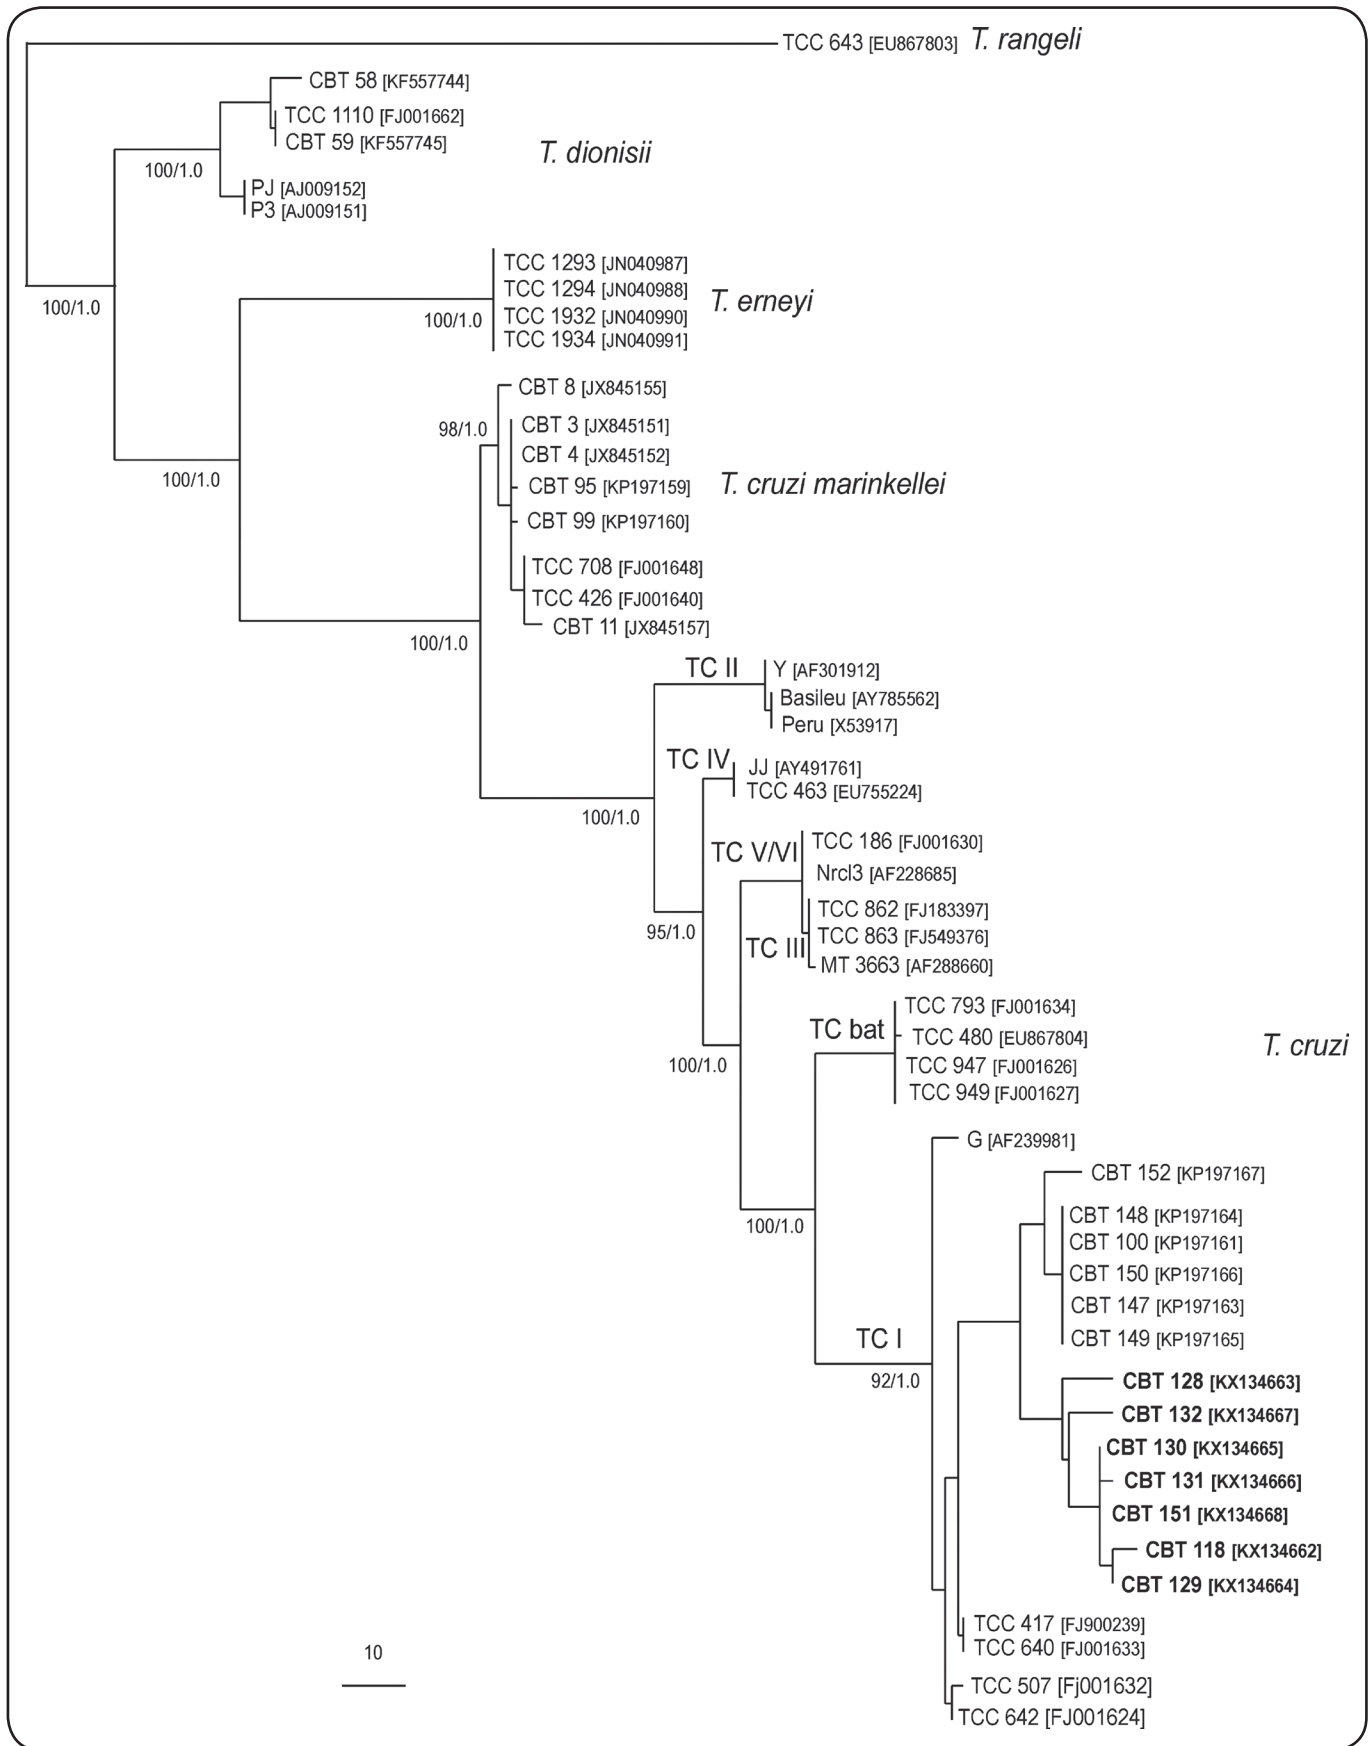 TCC 643 [EU867803] T. rangeli
CBT 58 [KF557744]
TCC 1110 [FJ001662]
CBT 59 [KF557745]
T. dionisii
100/1.0
PJ [AJ009152]
P3 [AJ009151]
TCC 1293 [JN040987]
TCC 1294 [JN040988]
T. erneyi
100/1.0
100/1.0
TCC 1932 [JN040990]
TCC 1934 [JN040991]
CBT 8 [JX845155]
98/1.0
CBT 3 [JX845151]
CBT 4 [JX845152]
100/1.0
CBT 95 [KP197159]
T. cruzi marinkellei
CBT 99 [KP197160]
TCC 708 [FJ001648]
TCC 426 [FJ001640]
CBT 11 [JX845157]
100/1.0
TC II
Y [AF301912]
Basileu [AY785562]
Peru [X53917]
TC IV
JJ [AY491761]
TCC 463 [EU755224]
100/1.0
TC V/VI
TCC 186 [FJ001630]
Nrcl3 [AF228685]
TCC 862 [FJ183397]
95/1.0
TCC 863 [FJ549376]
TC III
MT 3663 [AF288660]
TCC 793 [FJ001634]
TC bat
TCC 480 [EU867804]
T. cruzi
100/1.0
TCC 947 [FJ001626]
TCC 949 [FJ001627]
G [AF239981]
CBT 152 [KP197167]
100/1.0
CBT 148 [KP197164]
CBT 100 [KP197161]
CBT 150 [KP197166]
CBT 147 [KP197163]
CBT 149 [KP197165]
TC I
92/1.0
CBT 128 [KX134663]
CBT 132 [KX134667]
CBT 130 [KX134665]
CBT 131 [KX134666]
CBT 151 [KX134668]
CBT 118 [KX134662]
CBT 129 [KX134664]
TCC 417 [FJ900239]
TCC 640 [FJ001633]
10
TCC 507 [Fj001632]
TCC 642 [FJ001624]